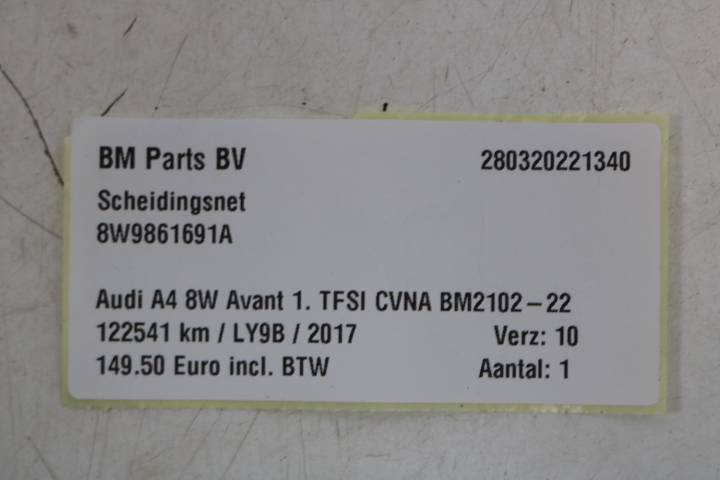 BM Parts BV 280320221340
Scheidingsnet
8W9861691A
Audi A4 8W Avant 1. TFSI CVNA BM2102-22
122541 km / LY9B / 2017 Verz: 10
149.50 Euro incl. BTW Aantal: 1